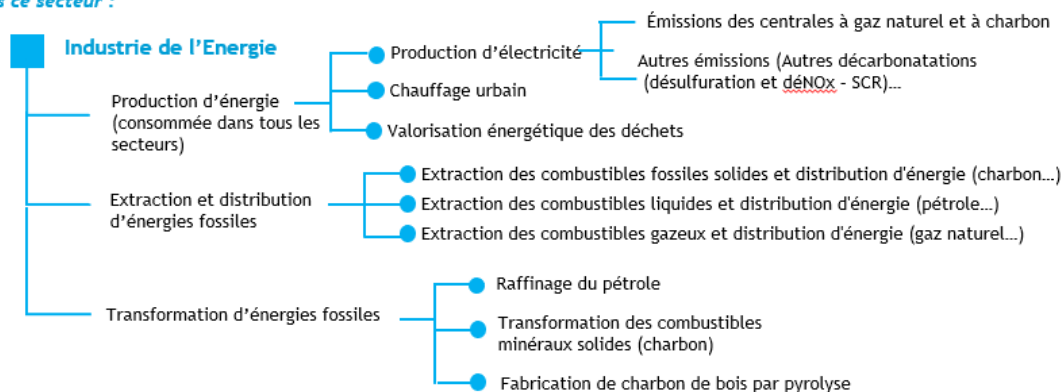 s ce secteur :
Industrie de l'Energie
Production d'énergie
(consommée dans tous les
secteurs)
Production d'électricité
Émissions des centrales à gaz naturel et à charbon
Autres émissions (Autres décarbonatations
(désulfuration et déNOx - SCR)...
Chauffage urbain
Valorisation énergétique des déchets
Extraction et distribution
d'énergies fossiles
Extraction des combustibles fossiles solides et distribution d'énergie (charbon...)
Extraction des combustibles liquides et distribution d'énergie (pétrole...)
Extraction des combustibles gazeux et distribution d'énergie (gaz naturel...)
Transformation d'énergies fossiles
Raffinage du pétrole
Transformation des combustibles
minéraux solides (charbon)
Fabrication de charbon de bois par pyrolyse